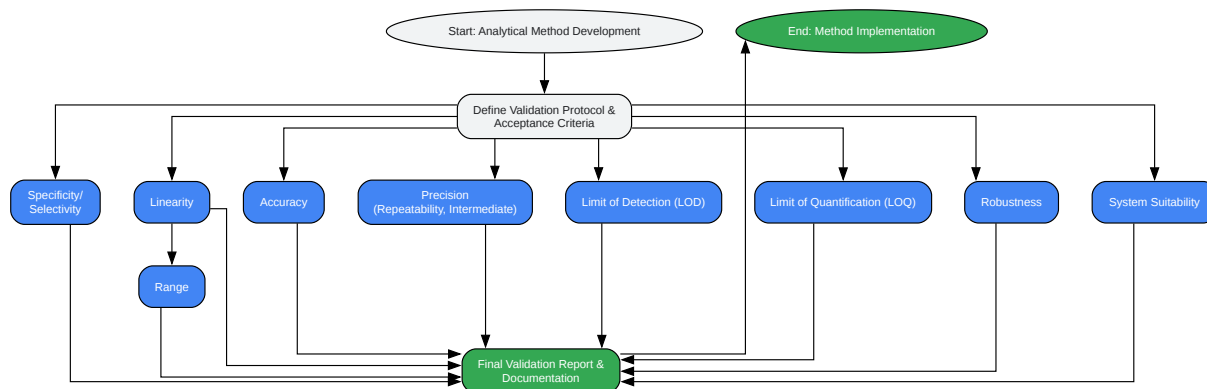 Start: Analytical Method Development
End: Method Implementation
Define Validation Protocol &
Acceptance Criteria
Specificity/
Selectivity
Linearity
Accuracy
Precision
(Repeatability, Intermediate)
Limit of Detection (LOD)
Limit of Quantification (LOQ)
Robustness
System Suitability
Range
Final Validation Report &
Documentation